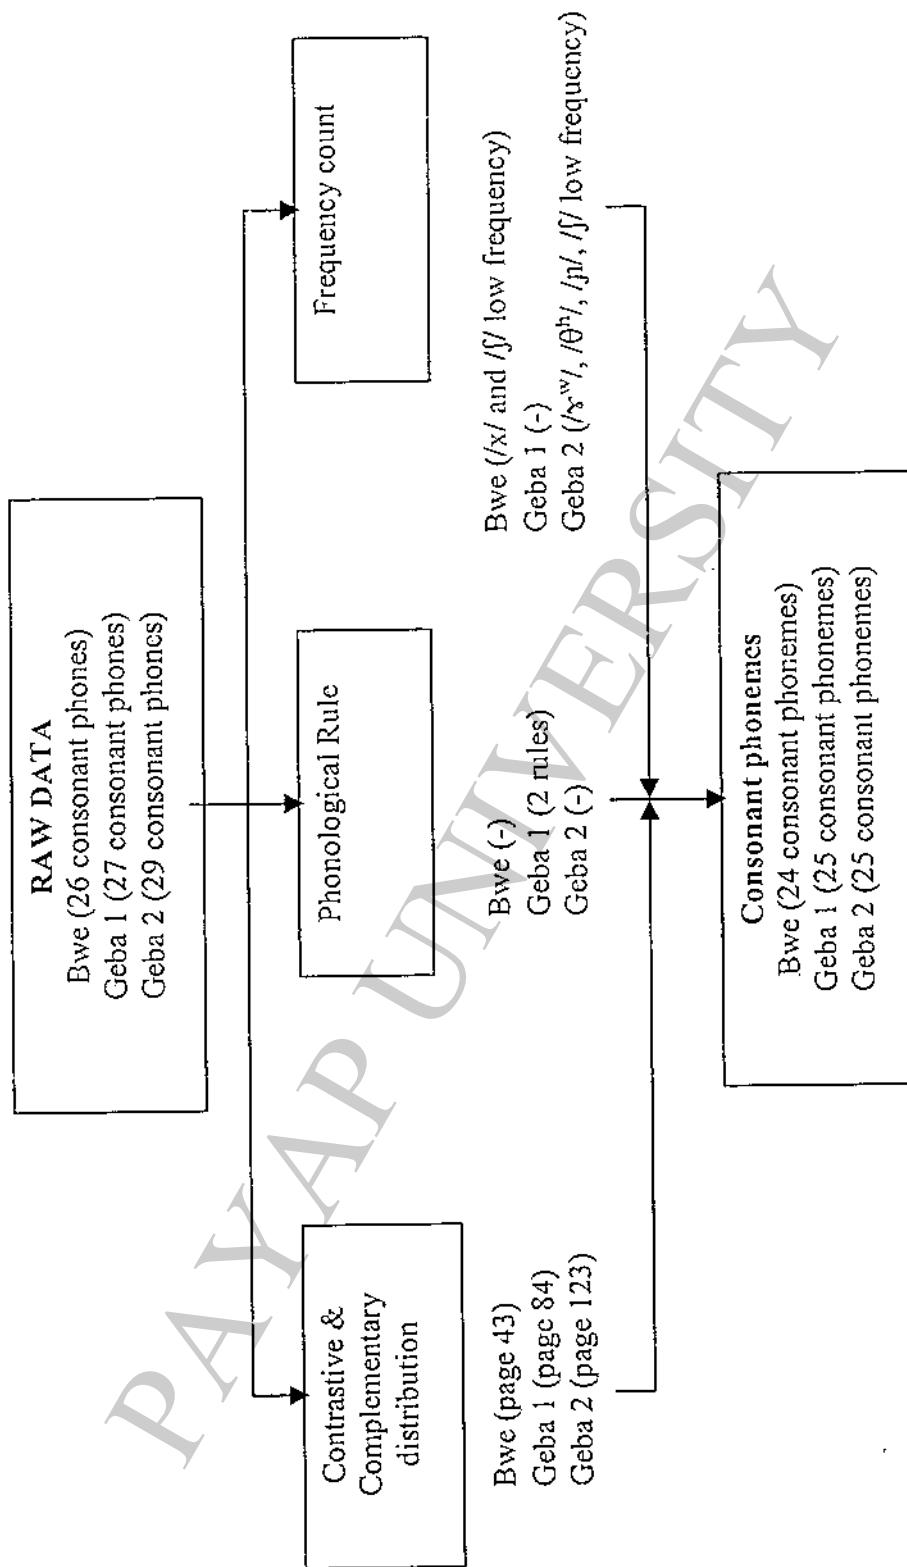 RAW DATA
Bwe (26 consonant phones)
Geba 1 (27 consonant phones)
Geba 2 (29 consonant phones)
Contrastive &
Complementary
distribution
Bwe (page 43)
Geba 1 (page 84)
Geba 2 (page 123)
Phonological Rule
Bwe (-)
Geba 1 (2 rules)
Geba 2 (-)
Frequency count
Bwe (/x/ and /ʃ/ low frequency)
Geba 1 (-)
Geba 2 (/ɤʷ/, /θʰ/, /ɲ/, /ʃ/ low frequency)
Consonant phonemes
Bwe (24 consonant phonemes)
Geba 1 (25 consonant phonemes)
Geba 2 (25 consonant phonemes)
PAYAP UNIVERSITY